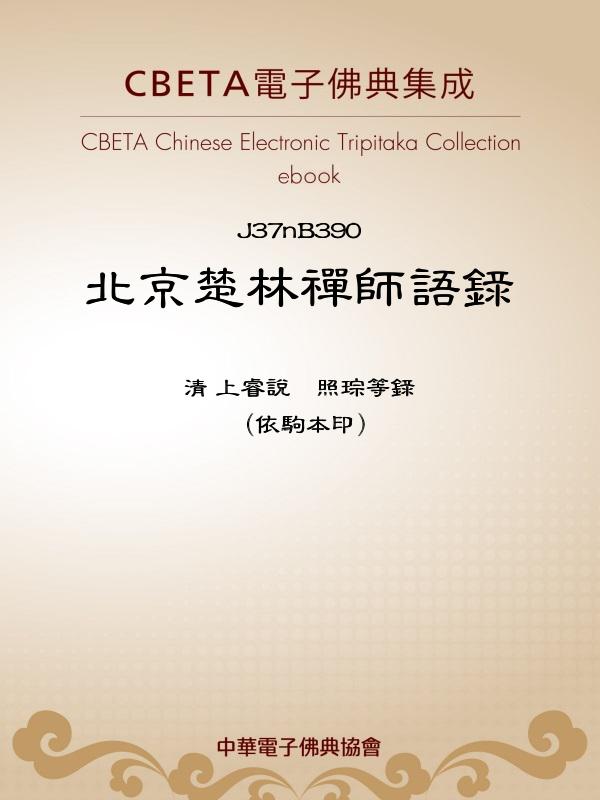 CBETA電子佛典集成
CBETA Chinese Electronic Tripitaka Collection
ebook
J37nB390
北京楚林禪師語錄
清 上睿說　照琮等錄
(依駒本印)
中華電子佛典協會